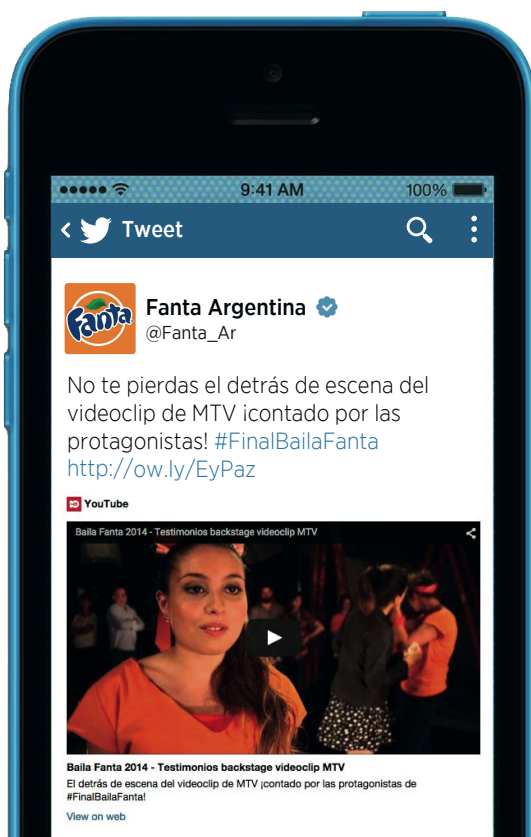 9:41 AM
100%
Tweet
Fanta
Fanta Argentina
@Fanta_Ar
No te pierdas el detrás de escena del
videoclip de MTV ¡contado por las
protagonistas! #FinalBailaFanta
http://ow.ly/EyPaz
YouTube
Baila Fanta 2014 - Testimonios backstage videoclip MTV
Baila Fanta 2014 - Testimonios backstage videoclip MTV
El detrás de escena del videoclip de MTV ¡contado por las protagonistas de
#FinalBailaFanta!
View on web